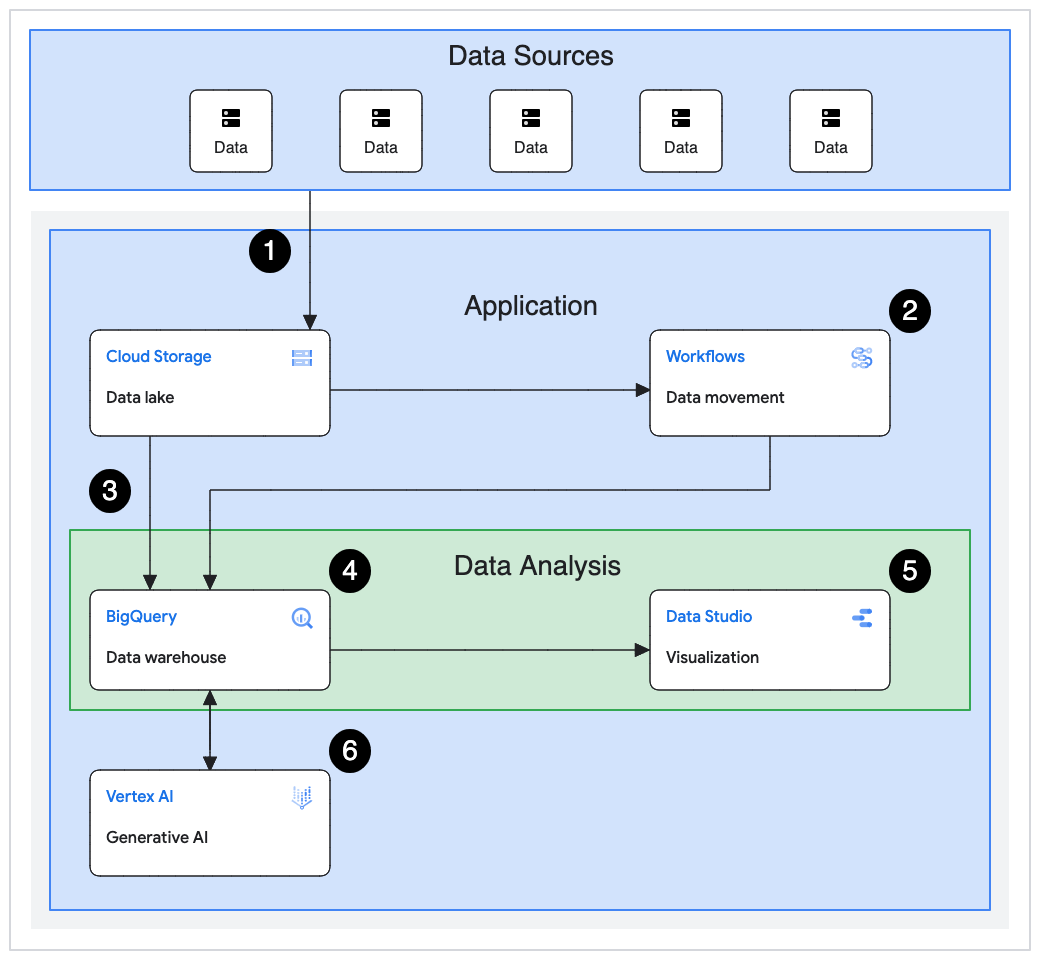 Data Sources
Data
Data
Data
Data
Data
1
Application
2
Cloud Storage
Data lake
Workflows
Data movement
3
Data Analysis
4
5
BigQuery
Data warehouse
Data Studio
Visualization
6
Vertex AI
Generative AI